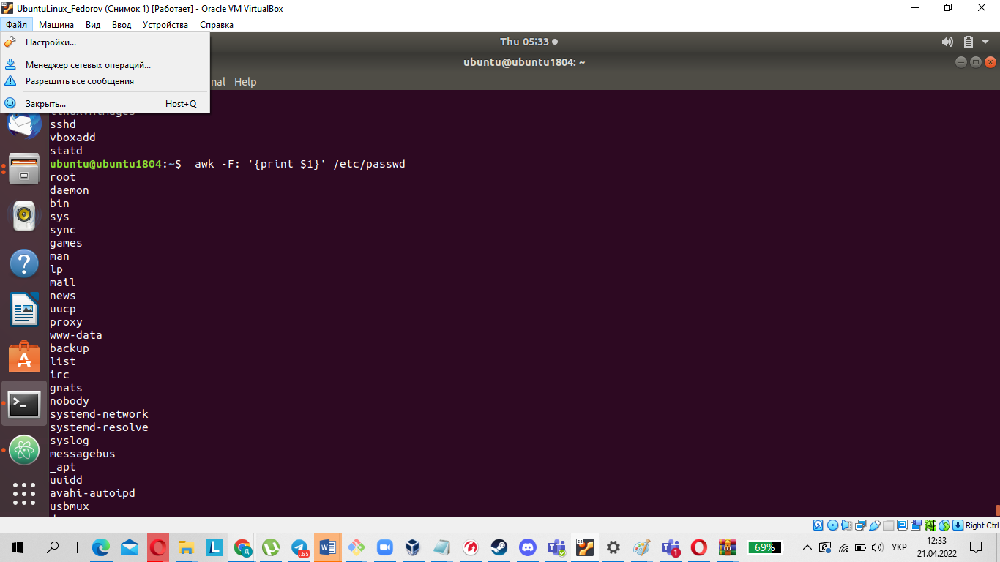 UbuntuLinux_Fedorov (Снимок 1) [Работает] - Oracle VM VirtualBox
Файл Машина Вид Ввод Устройства Справка
Настройки...
Менеджер сетевых операций...
Разрешить все сообщения
Закрыть... Host+Q
Thu 05:33
ubuntu@ubuntu1804: ~
Help
sshd
vboxadd
statd
ubuntu@ubuntu1804:~$ awk -F: '{print $1}' /etc/passwd
root
daemon
bin
sys
sync
games
man
lp
mail
news
uucp
proxy
www-data
backup
list
irc
gnats
nobody
systemd-network
systemd-resolve
syslog
messagebus
_apt
uuidd
avahi-autoipd
usbmux
Right Ctrl
69%
УКР
12:33
21.04.2022